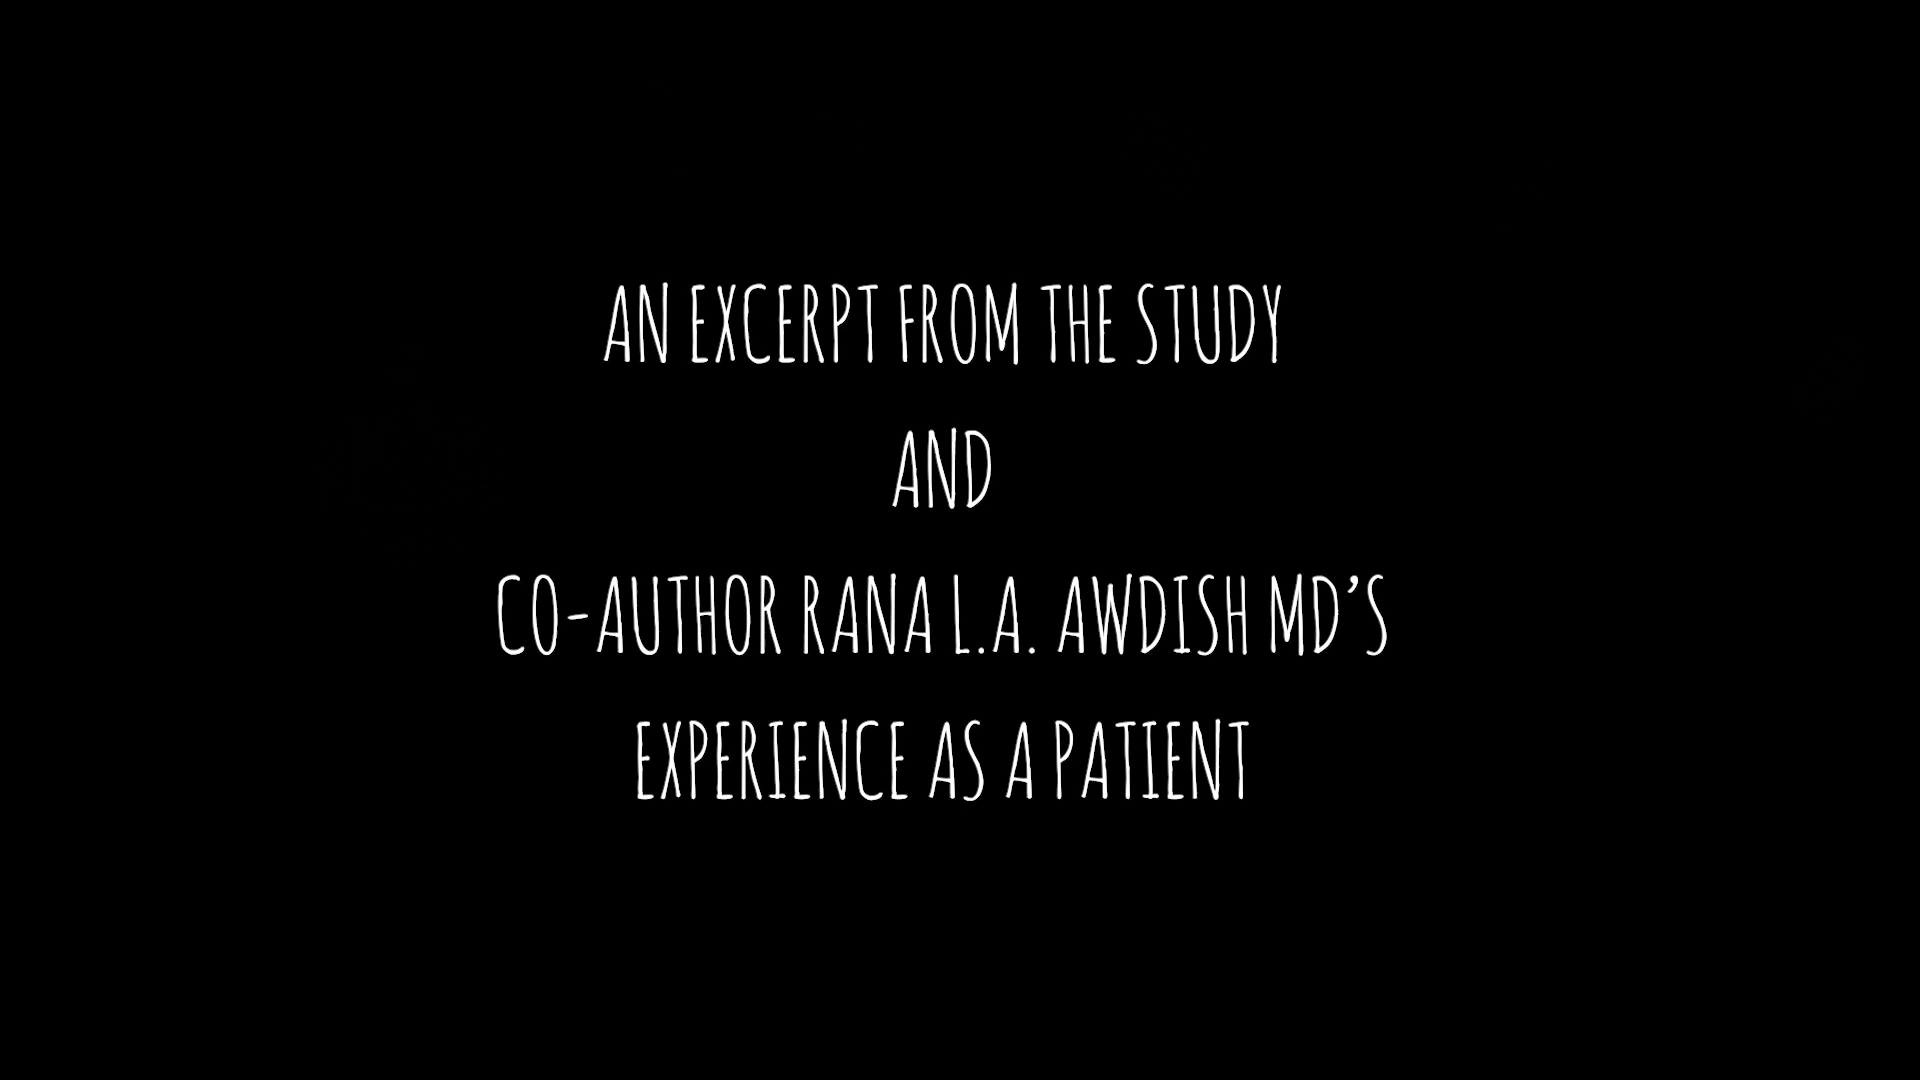 AN EXCERPT FROM THE STUDY
AND
CO-AUTHOR RANA L.A. AWDISH MD’S
EXPERIENCE AS A PATIENT